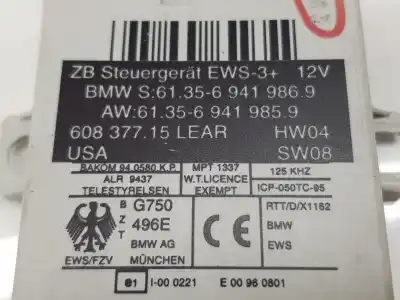 ZB Steuergerät EWS-3+ 12V
BMW S:61.35-6 941 986.9
AW:61.35-6 941 985.9
608 377.15 LEAR HW04
USA SW08
BAKOM 94.0580.K.P. MPT 1337 125 KHZ
ALR 9437 W.T.LICENCE
TELESTYRELSEN EXEMPT ICP-050TC-95
B Z T G750 CE RTT/D/X1162
496E BMW
BMW AG EWS
EWS/FZV MÜNCHEN
e1 I-00 0221 E 00 96 0801